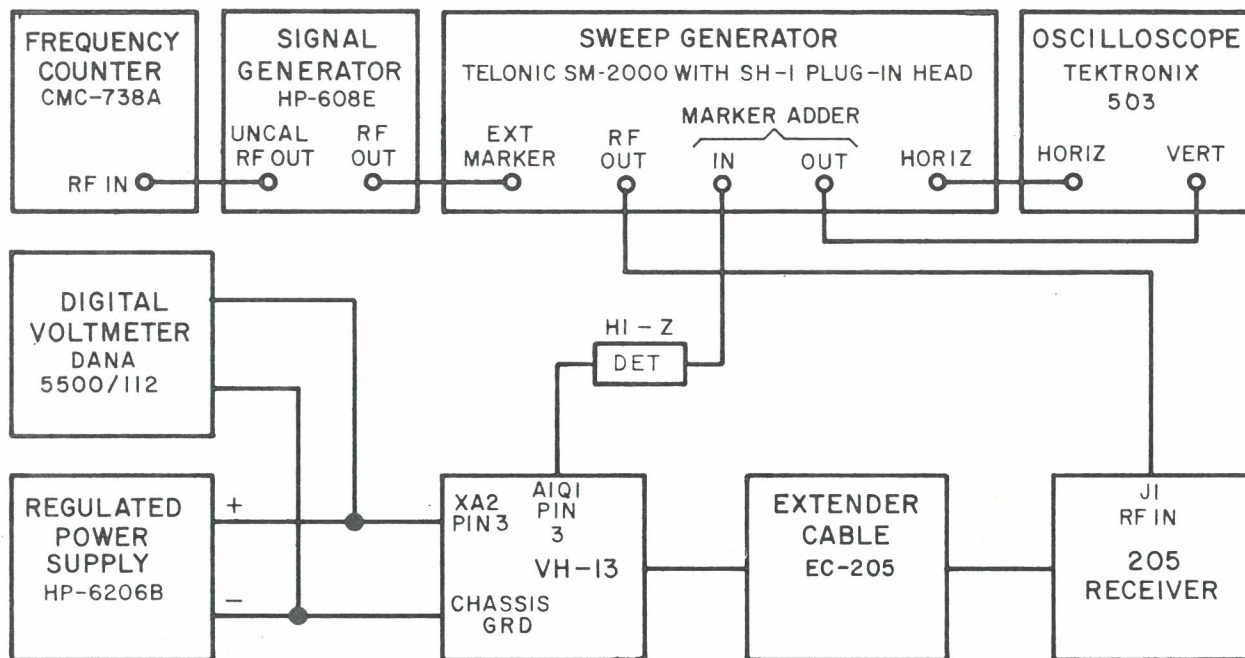 FREQUENCY
COUNTER
CMC-738A
RF IN
SIGNAL
GENERATOR
HP-608E
UNCAL
RF OUT
RF
OUT
SWEEP GENERATOR
TELONIC SM-2000 WITH SH-1 PLUG-IN HEAD
MARKER ADDER
EXT
MARKER
RF
OUT
IN
OUT
HORIZ
OSCILLOSCOPE
TEKTRONIX
503
HORIZ
VERT
DIGITAL
VOLTMETER
DANA
5500/112
HI-Z
DET
REGULATED
POWER
SUPPLY
HP-6206B
+
−
XA2
PIN 3
A1Q1
PIN
3
VH-13
CHASSIS
GRD
EXTENDER
CABLE
EC-205
J1
RF IN
205
RECEIVER